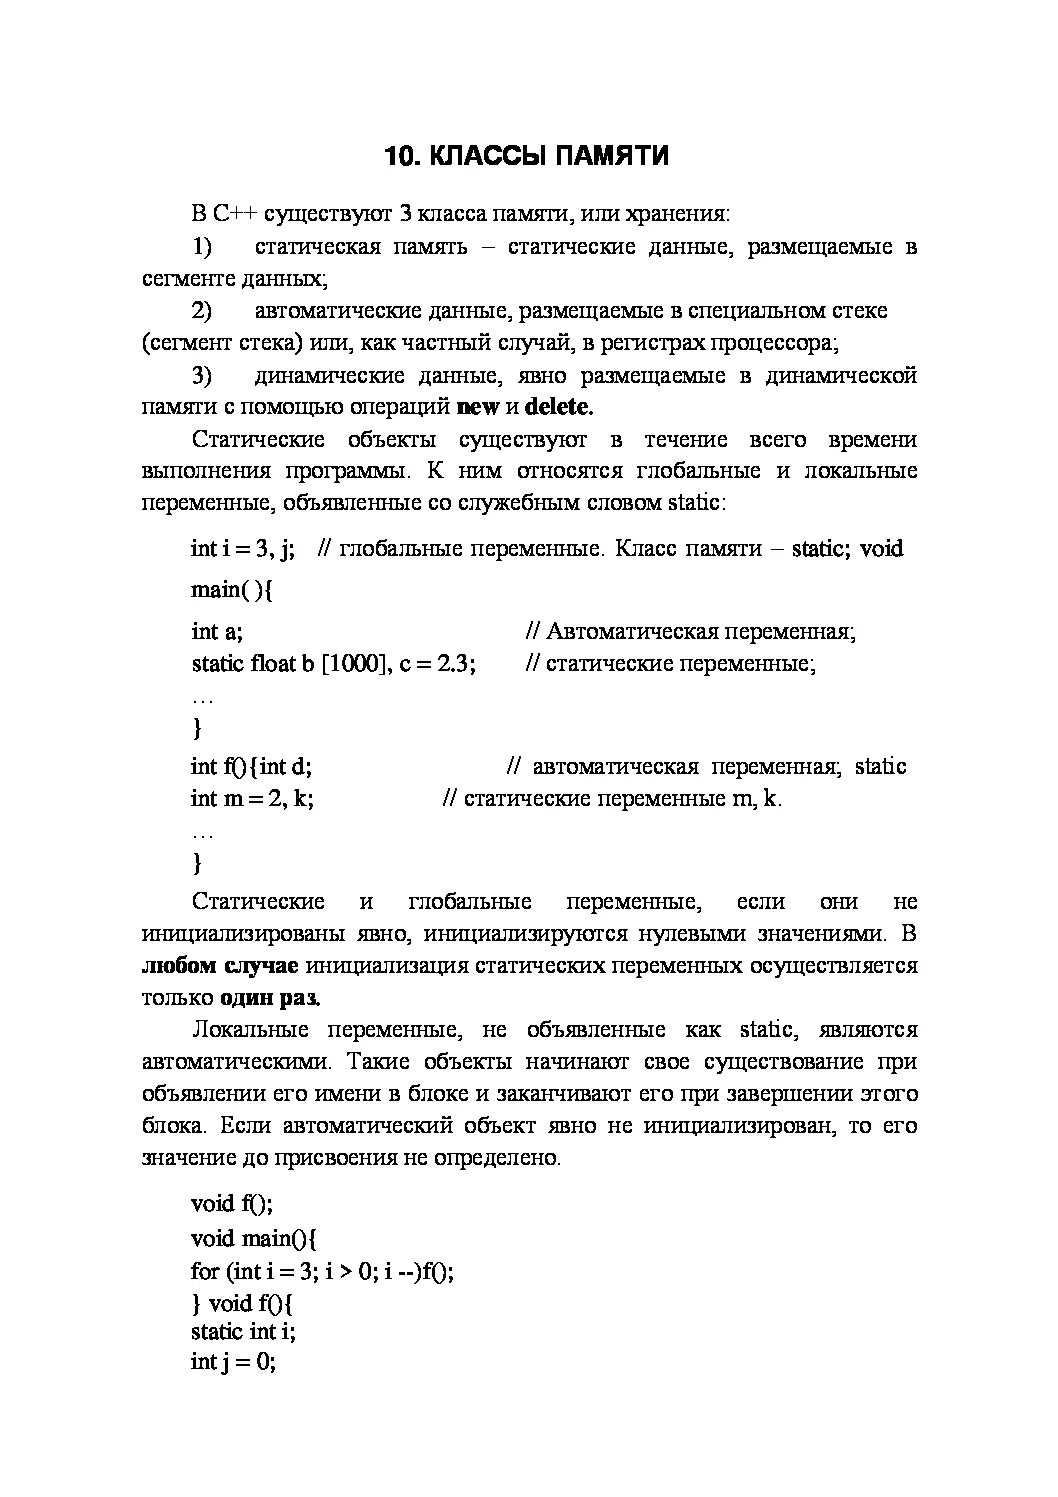 10. КЛАССЫ ПАМЯТИ
В C++ существуют 3 класса памяти, или хранения:
1) статическая память – статические данные, размещаемые в
сегменте данных;
2) автоматические данные, размещаемые в специальном стеке
(сегмент стека) или, как частный случай, в регистрах процессора;
3) динамические данные, явно размещаемые в динамической
памяти с помощью операций new и delete.
Статические объекты существуют в течение всего времени
выполнения программы. К ним относятся глобальные и локальные
переменные, объявленные со служебным словом static:
int i = 3, j; // глобальные переменные. Класс памяти – static; void
main( ){
int a; // Автоматическая переменная;
static float b [1000], c = 2.3; // статические переменные;
…
}
int f(){int d; // автоматическая переменная; static
int m = 2, k; // статические переменные m, k.
…
}
Статические и глобальные переменные, если они не
инициализированы явно, инициализируются нулевыми значениями. В
любом случае инициализация статических переменных осуществляется
только один раз.
Локальные переменные, не объявленные как static, являются
автоматическими. Такие объекты начинают свое существование при
объявлении его имени в блоке и заканчивают его при завершении этого
блока. Если автоматический объект явно не инициализирован, то его
значение до присвоения не определено.
void f();
void main(){
for (int i = 3; i > 0; i --)f();
} void f(){
static int i;
int j = 0;